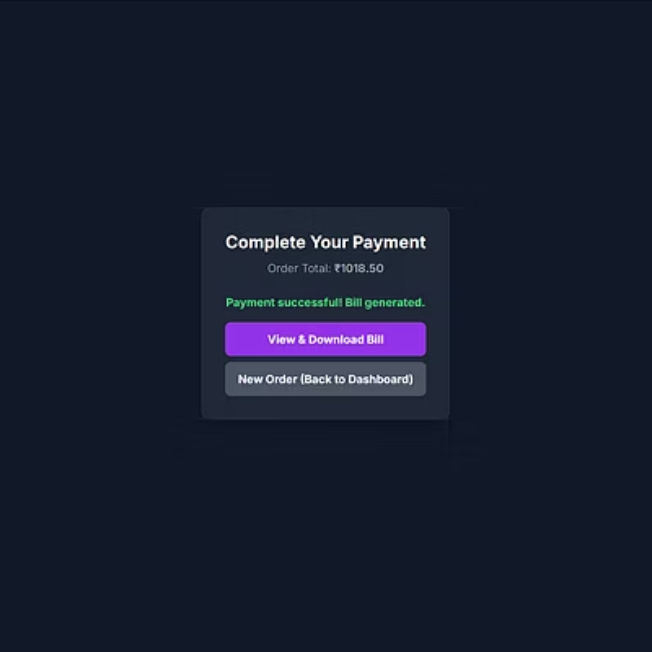 Complete Your Payment
Order Total: ₹1018.50
Payment successful! Bill generated.
View & Download Bill
New Order (Back to Dashboard)